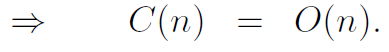 ⇒ C(n) = O(n).